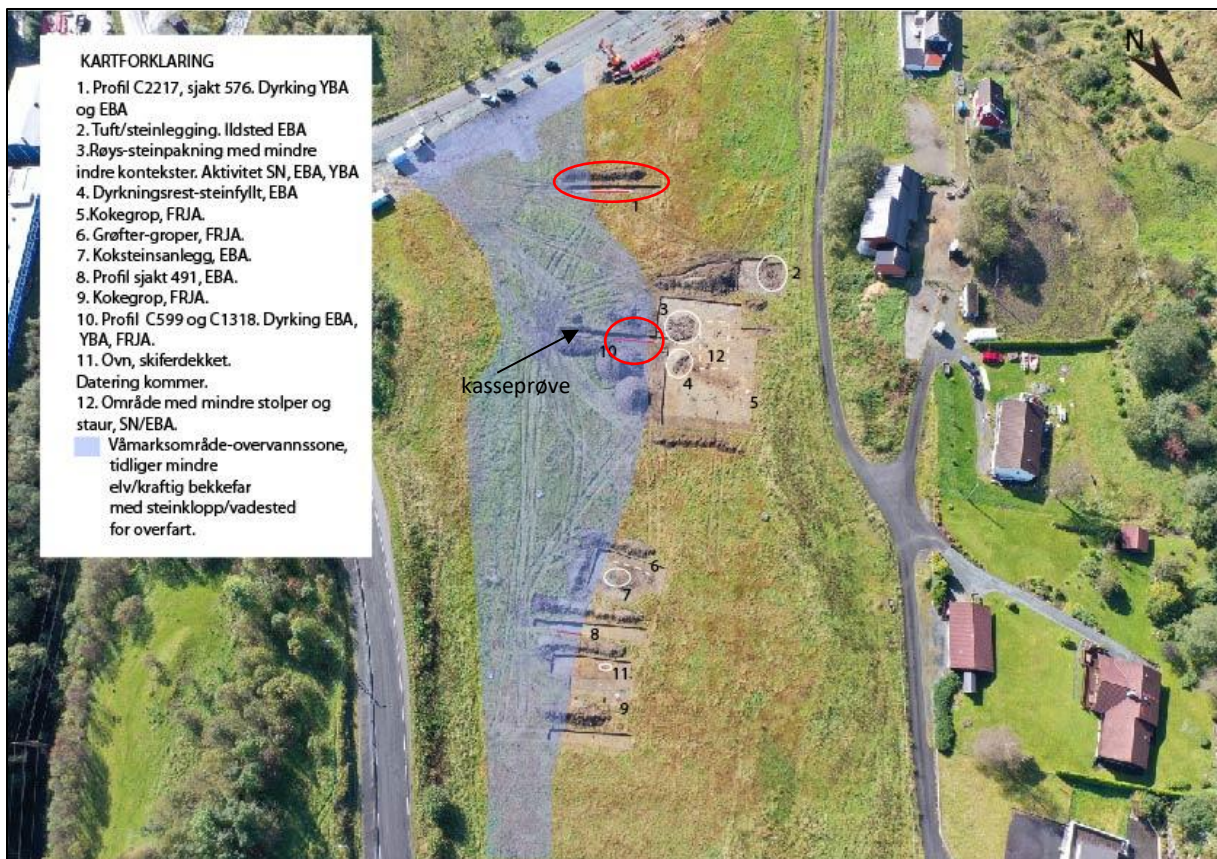 KARTFORKLARING
1. Profil C2217, sjakt 576. Dyrking YBA
og EBA
2. Tuft/steinlegging. Ildsted EBA
3.Røys-steinpakning med mindre
indre kontekster. Aktivitet SN, EBA, YBA
4. Dyrkningsrest-steinfyllt, EBA
5.Kokegrop, FRJA.
6. Grøfter-groper, FRJA.
7. Koksteinsanlegg, EBA.
8. Profil sjakt 491, EBA.
9. Kokegrop, FRJA.
10. Profil C599 og C1318. Dyrking EBA,
YBA, FRJA.
11. Ovn, skiferdekket.
Datering kommer.
12. Område med mindre stolper og
staur, SN/EBA.
Våmarksområde-overvannssone,
tidliger mindre
elv/kraftig bekkefar
med steinklopp/vadested
for overfart.
N
1
2
3
10
12
kasseprøve
4
5
6
7
8
11
9